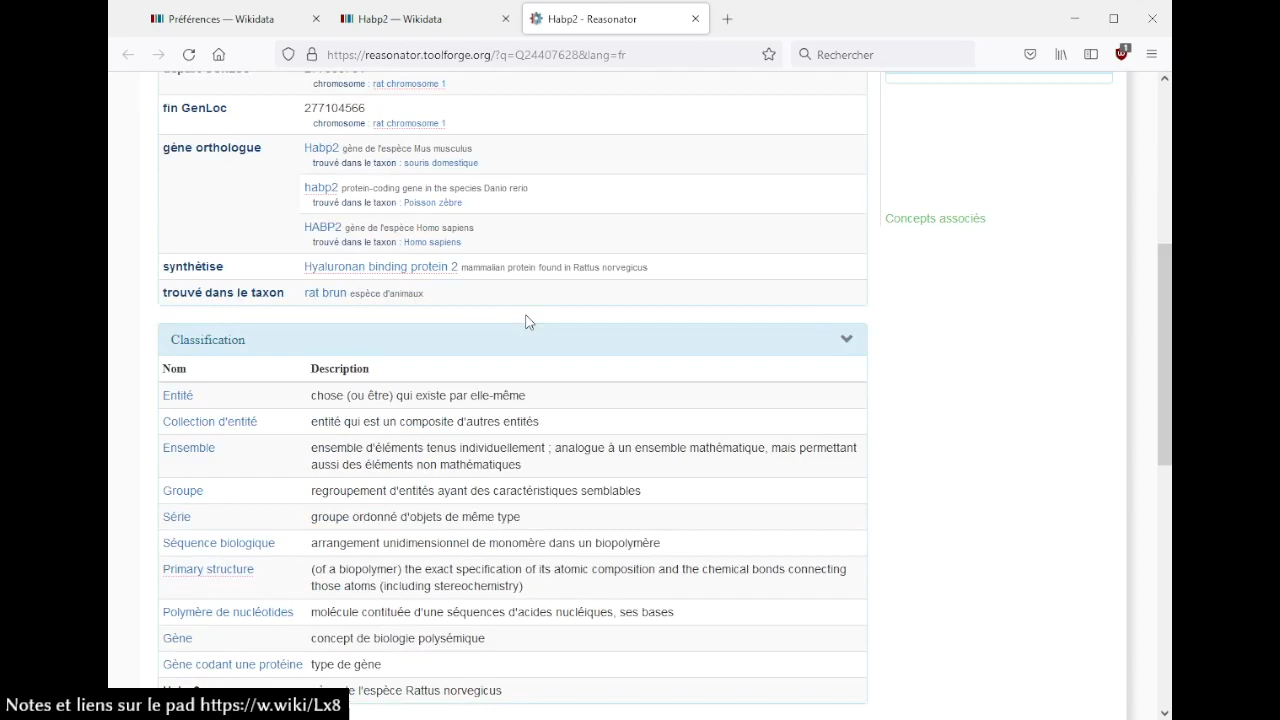 Préférences — Wikidata
Habp2 — Wikidata
Habp2 - Reasonator
https://reasonator.toolforge.org/?q=Q24407628&lang=fr
Rechercher
1
chromosome : rat chromosome 1
fin GenLoc 277104566
chromosome : rat chromosome 1
gène orthologue Habp2 gène de l'espèce Mus musculus
trouvé dans le taxon : souris domestique
habp2 protein-coding gene in the species Danio rerio
trouvé dans le taxon : Poisson zèbre
HABP2 gène de l'espèce Homo sapiens
trouvé dans le taxon : Homo sapiens
Concepts associés
synthètise Hyaluronan binding protein 2 mammalian protein found in Rattus norvegicus
trouvé dans le taxon rat brun espèce d'animaux
Classification
Nom Description
Entité chose (ou être) qui existe par elle-même
Collection d'entité entité qui est un composite d'autres entités
Ensemble ensemble d'éléments tenus individuellement ; analogue à un ensemble mathématique, mais permettant
aussi des éléments non mathématiques
Groupe regroupement d'entités ayant des caractéristiques semblables
Série groupe ordonné d'objets de même type
Séquence biologique arrangement unidimensionnel de monomère dans un biopolymère
Primary structure (of a biopolymer) the exact specification of its atomic composition and the chemical bonds connecting
those atoms (including stereochemistry)
Polymère de nucléotides molécule contituée d'une séquences d'acides nucléiques, ses bases
Gène concept de biologie polysémique
Gène codant une protéine type de gène
l'espèce Rattus norvegicus
Notes et liens sur le pad https://w.wiki/Lx8